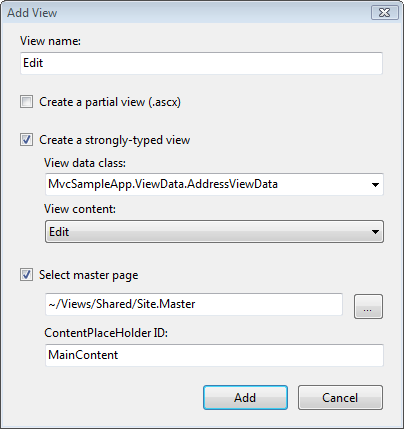 Add View
View name:
Edit
Create a partial view (.ascx)
Create a strongly-typed view
View data class:
MvcSampleApp.ViewData.AddressViewData
View content:
Edit
Select master page
~/Views/Shared/Site.Master
...
ContentPlaceHolder ID:
MainContent
Add Cancel